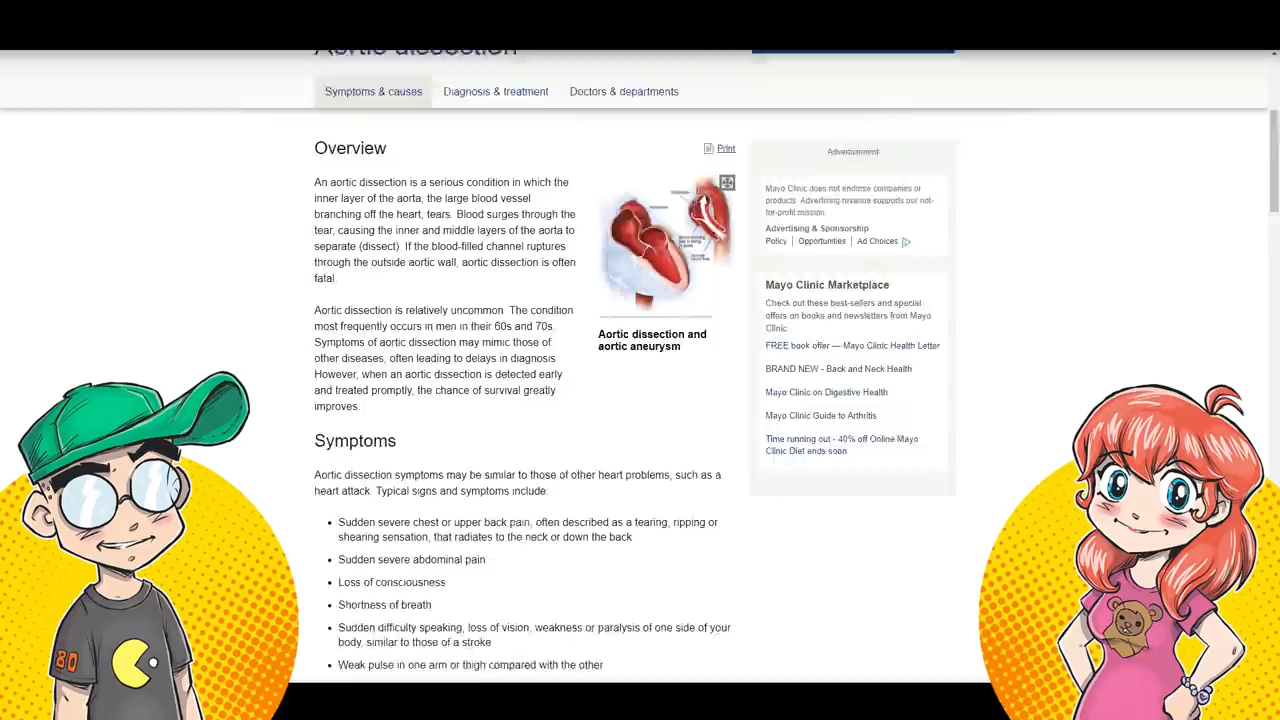 Aortic dissection
Symptoms & causes
Diagnosis & treatment
Doctors & departments
Overview
Print
An aortic dissection is a serious condition in which the
inner layer of the aorta, the large blood vessel
branching off the heart, tears. Blood surges through the
tear, causing the inner and middle layers of the aorta to
separate (dissect). If the blood-filled channel ruptures
through the outside aortic wall, aortic dissection is often
fatal.
Aortic dissection is relatively uncommon. The condition
most frequently occurs in men in their 60s and 70s.
Symptoms of aortic dissection may mimic those of
other diseases, often leading to delays in diagnosis.
However, when an aortic dissection is detected early
and treated promptly, the chance of survival greatly
improves.
Aortic dissection and
aortic aneurysm
Symptoms
Aortic dissection symptoms may be similar to those of other heart problems, such as a
heart attack. Typical signs and symptoms include:
• Sudden severe chest or upper back pain, often described as a tearing, ripping or
shearing sensation, that radiates to the neck or down the back
• Sudden severe abdominal pain
• Loss of consciousness
• Shortness of breath
• Sudden difficulty speaking, loss of vision, weakness or paralysis of one side of your
body, similar to those of a stroke
• Weak pulse in one arm or thigh compared with the other
Advertisement
Mayo Clinic does not endorse companies or
products. Advertising revenue supports our not-
for-profit mission.
Advertising & Sponsorship
Policy | Opportunities | Ad Choices
Mayo Clinic Marketplace
Check out these best-sellers and special
offers on books and newsletters from Mayo
Clinic.
FREE book offer — Mayo Clinic Health Letter
BRAND NEW - Back and Neck Health
Mayo Clinic on Digestive Health
Mayo Clinic Guide to Arthritis
Time running out - 40% off Online Mayo
Clinic Diet ends soon
80